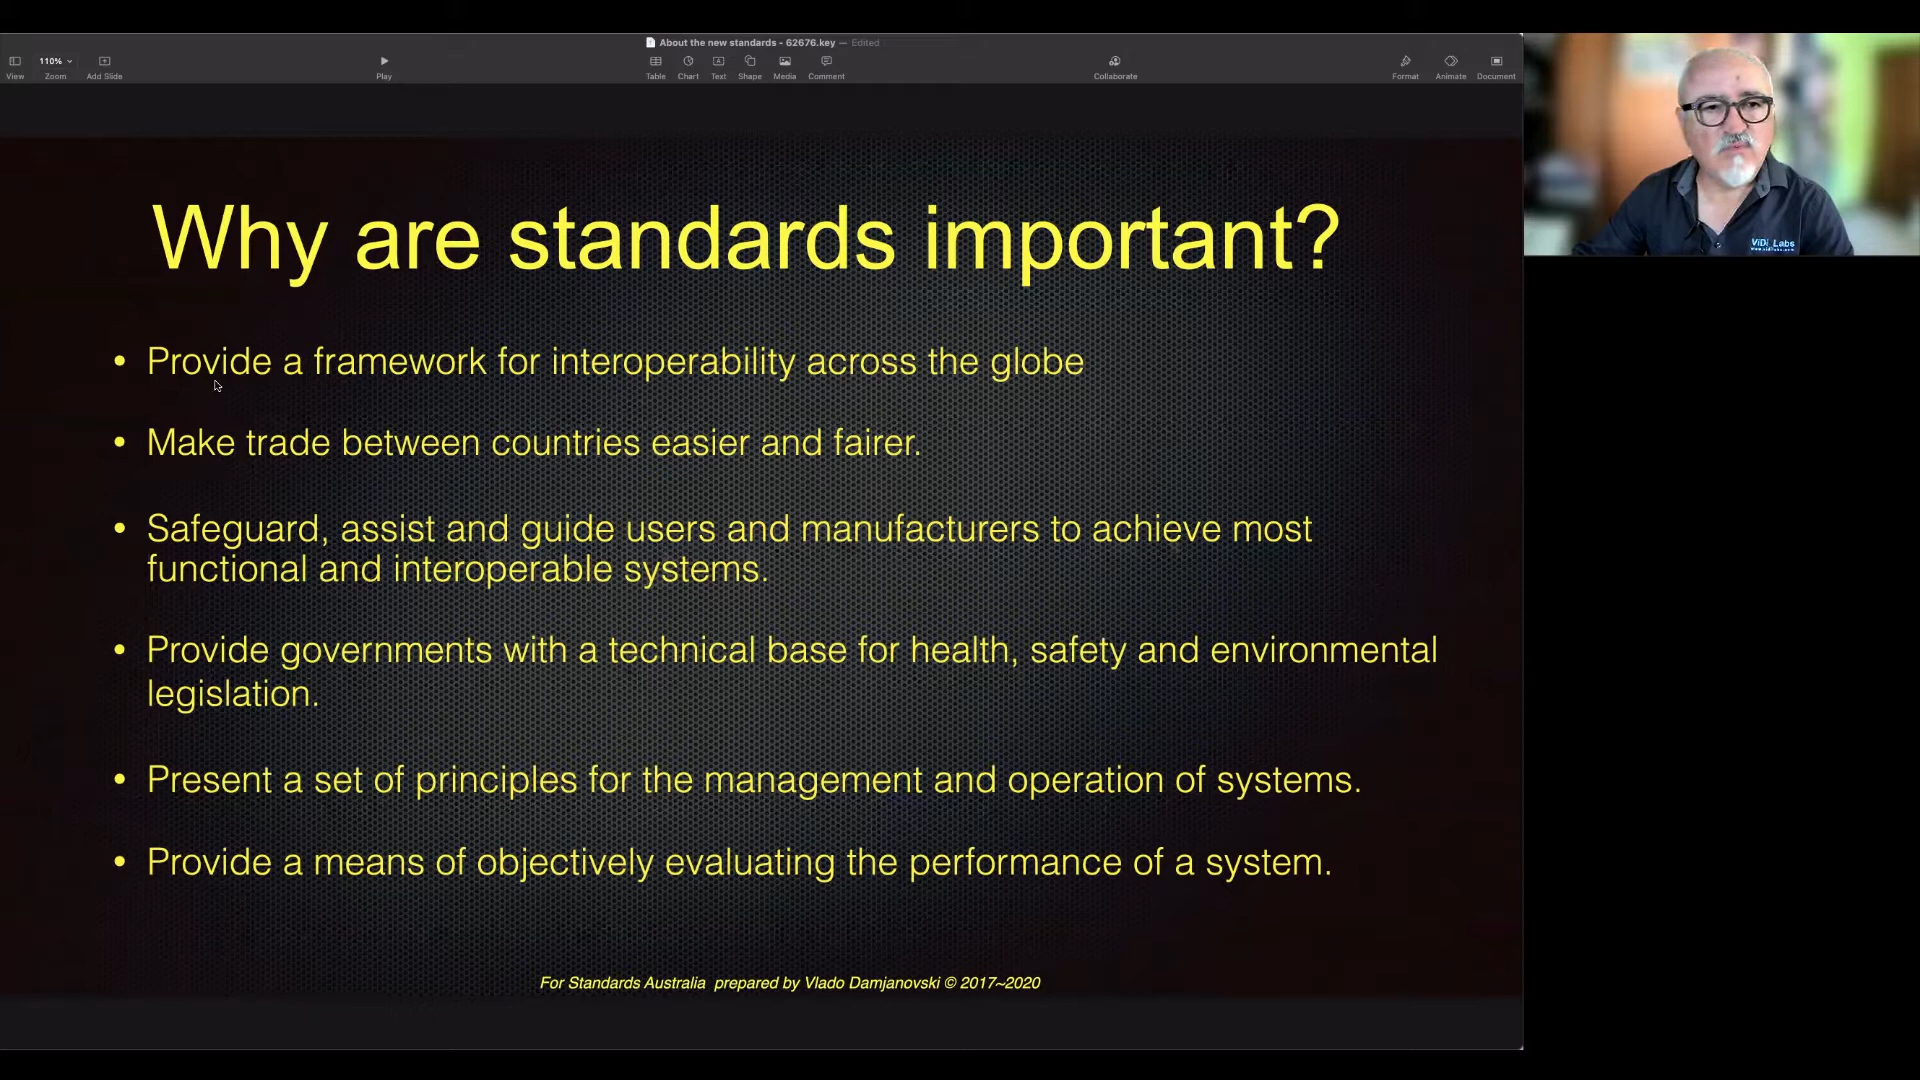 About the new standards - 62676.key — Edited
110%
View Zoom Add Slide Play Table Chart Text Shape Media Comment Collaborate Format Animate Document
Why are standards important?
• Provide a framework for interoperability across the globe
• Make trade between countries easier and fairer.
• Safeguard, assist and guide users and manufacturers to achieve most
functional and interoperable systems.
• Provide governments with a technical base for health, safety and environmental
legislation.
• Present a set of principles for the management and operation of systems.
• Provide a means of objectively evaluating the performance of a system.
For Standards Australia prepared by Vlado Damjanovski © 2017~2020
ViDi Labs
www.vidilabs.com